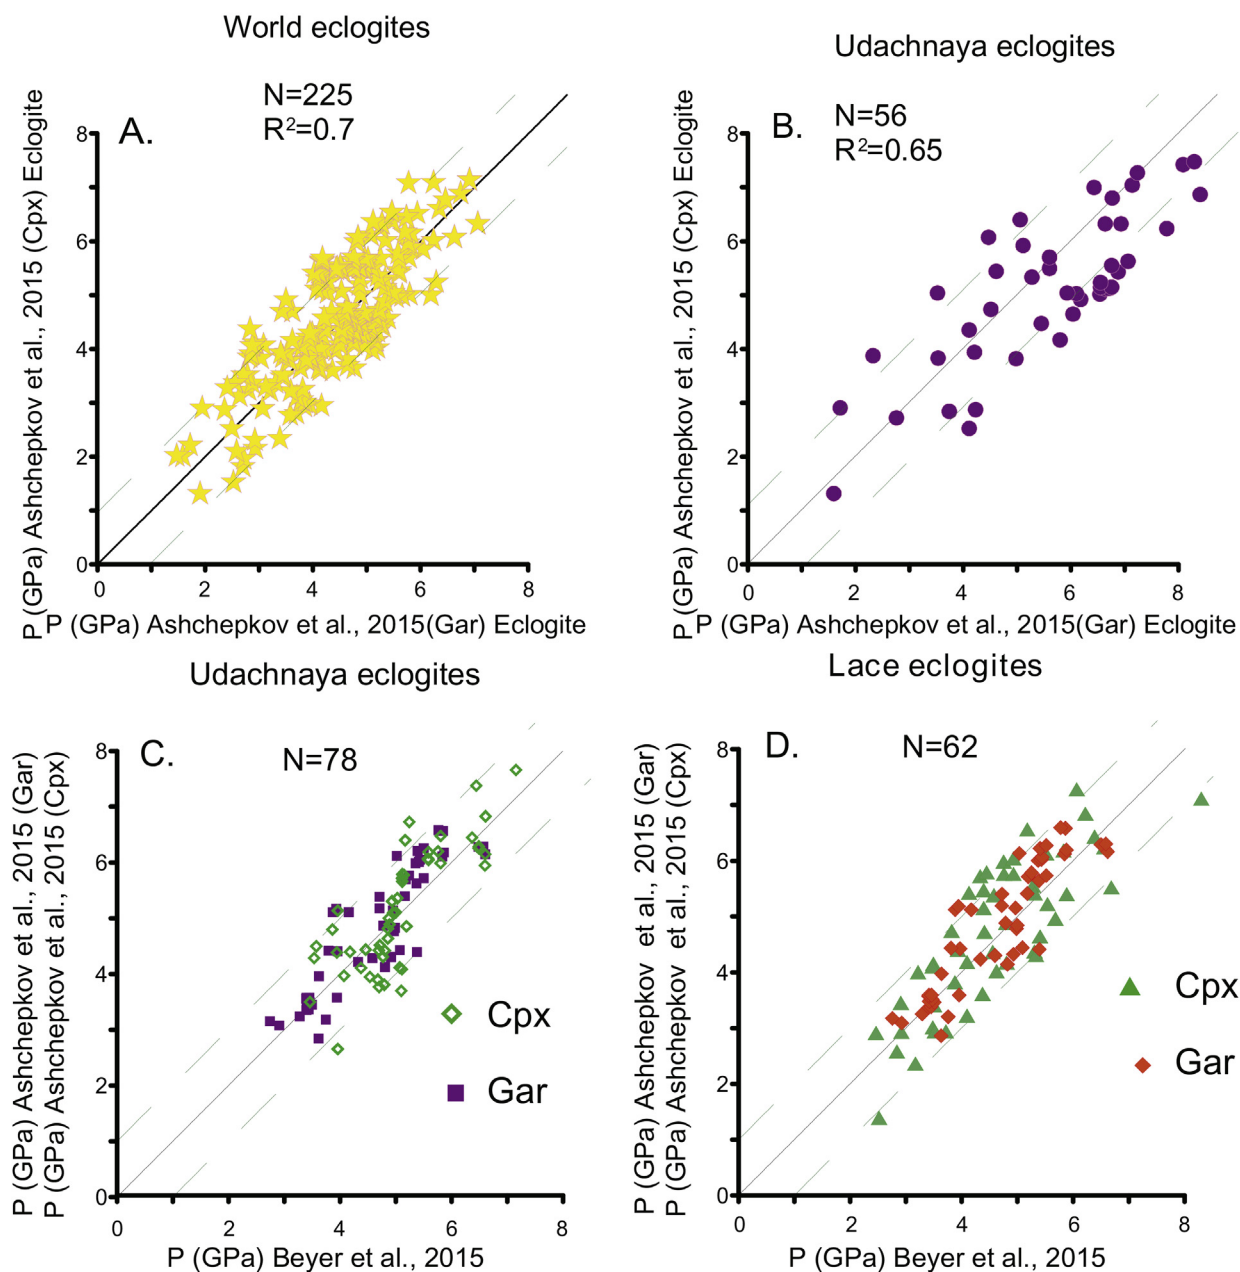 World eclogites
N=225
R²=0.7
A.
P (GPa) Ashchepkov et al., 2015 (Cpx) Eclogite
8
6
4
2
0
0 2 4 6 8
P (GPa) Ashchepkov et al., 2015(Gar) Eclogite
Udachnaya eclogites
B.
N=56
R²=0.65
P (GPa) Ashchepkov et al., 2015 (Cpx) Eclogite
8
6
4
2
0
0 2 4 6 8
P (GPa) Ashchepkov et al., 2015(Gar) Eclogite
Udachnaya eclogites
C.
N=78
P (GPa) Ashchepkov et al., 2015 (Gar)
P (GPa) Ashchepkov et al., 2015 (Cpx)
8
6
4
2
0
Cpx
Gar
0 2 4 6 8
P (GPa) Beyer et al., 2015
Lace eclogites
D.
N=62
P (GPa) Ashchepkov et al., 2015 (Gar)
P (GPa) Ashchepkov et al., 2015 (Cpx)
8
6
4
2
0
Cpx
Gar
0 2 4 6 8
P (GPa) Beyer et al., 2015